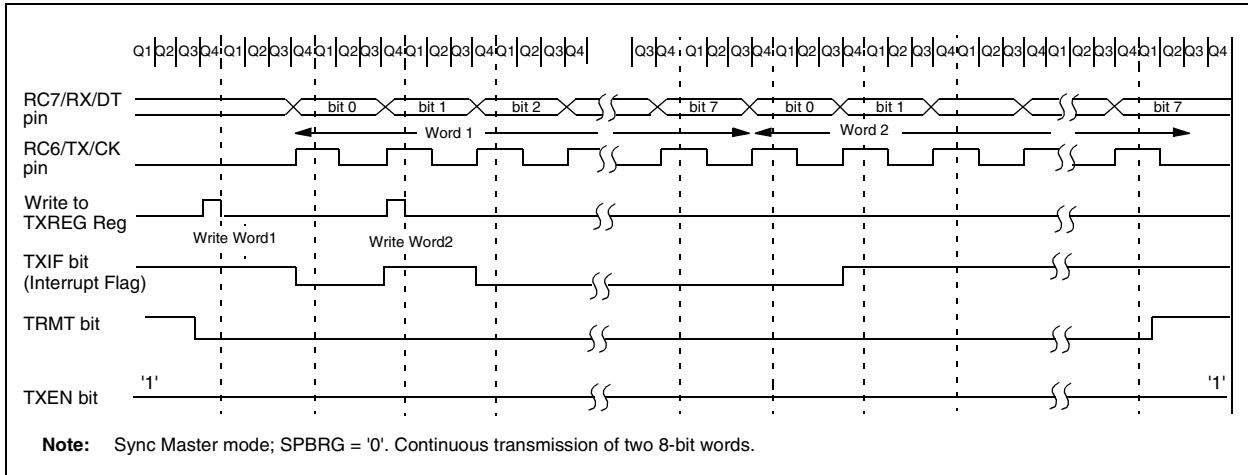 Q1 Q2 Q3 Q4 Q1 Q2 Q3 Q4 Q1 Q2 Q3 Q4 Q1 Q2 Q3 Q4 Q1 Q2 Q3 Q4 Q3 Q4 Q1 Q2 Q3 Q4 Q1 Q2 Q3 Q4 Q1 Q2 Q3 Q4 Q1 Q2 Q3 Q4 Q1 Q2 Q3 Q4 Q1 Q2 Q3 Q4
RC7/RX/DT
pin
bit 0 bit 1 bit 2 bit 7 bit 0 bit 1 bit 7
Word 1 Word 2
RC6/TX/CK
pin
Write to
TXREG Reg
Write Word1 Write Word2
TXIF bit
(Interrupt Flag)
TRMT bit
'1' '1'
TXEN bit
Note: Sync Master mode; SPBRG = '0'. Continuous transmission of two 8-bit words.